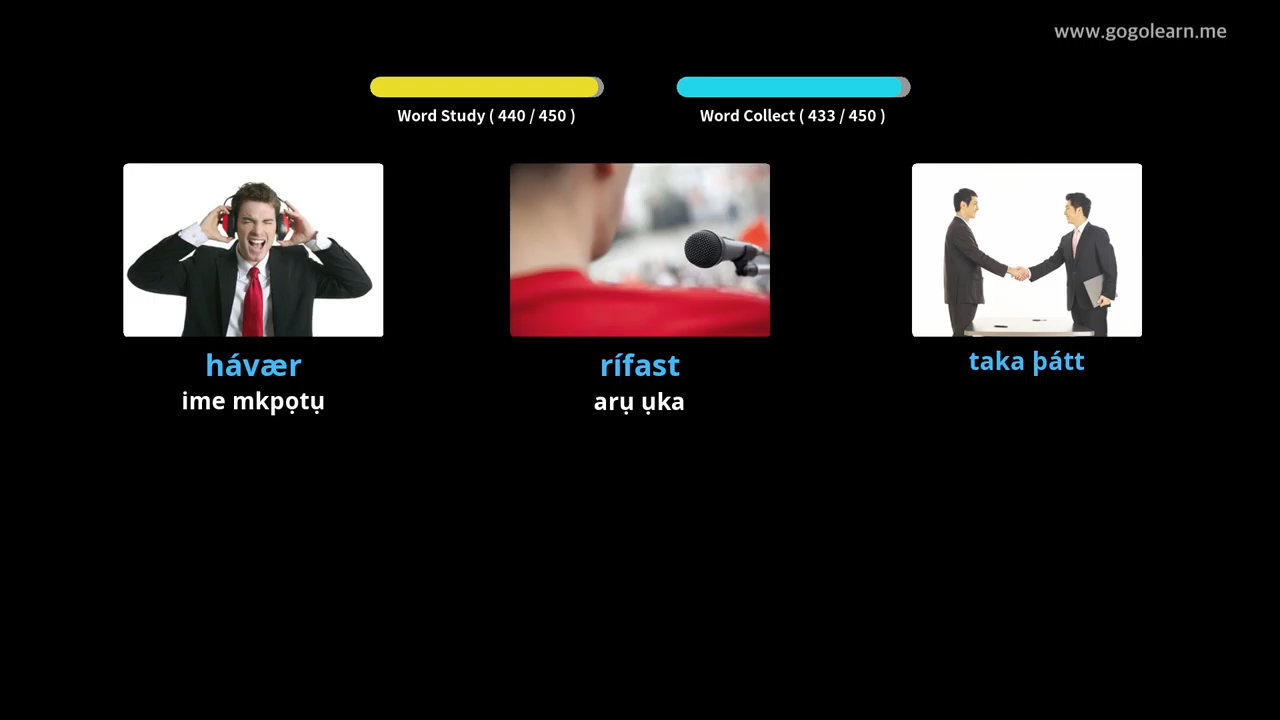 www.gogolearn.me
Word Study ( 440 / 450 )
Word Collect ( 433 / 450 )
hávær
ime mkpọtụ
rífast
arụ ụka
taka þátt